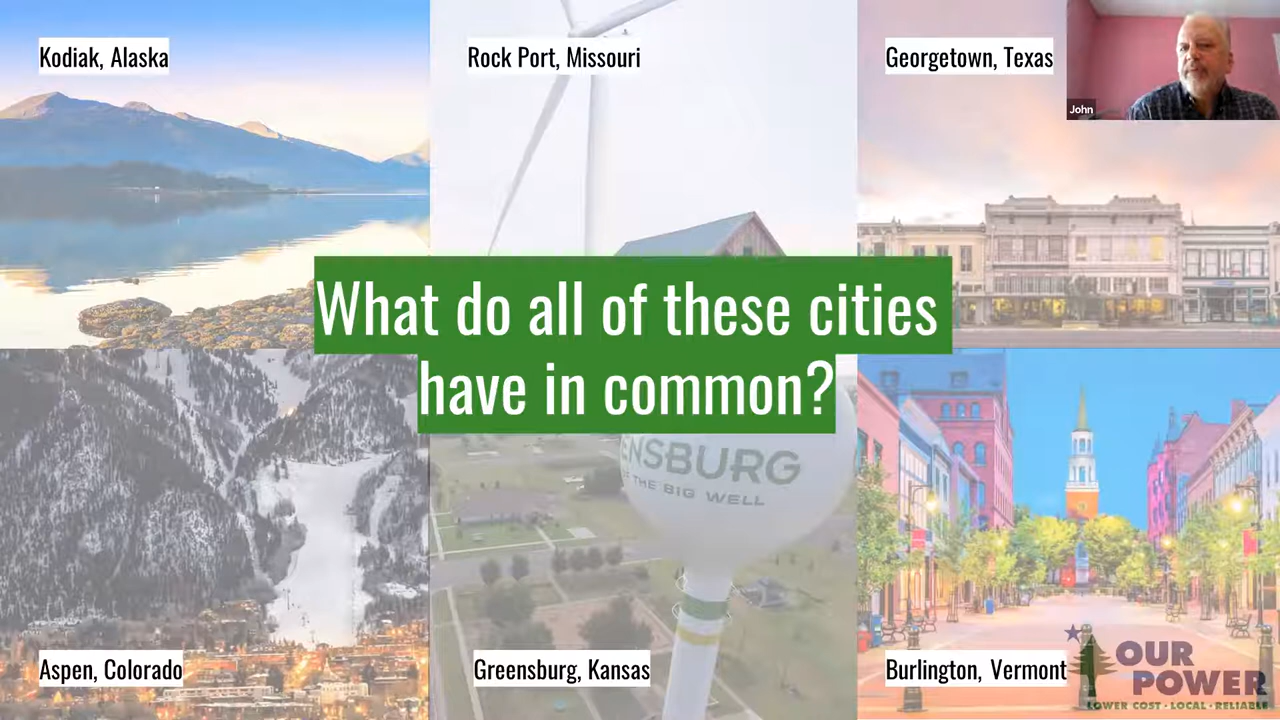 Kodiak, Alaska
Rock Port, Missouri
Georgetown, Texas
John
What do all of these cities
have in common?
ENSBURG
THE BIG WELL
Aspen, Colorado
Greensburg, Kansas
Burlington, Vermont
OUR
POWER
LOWER COST · LOCAL · RELIABLE